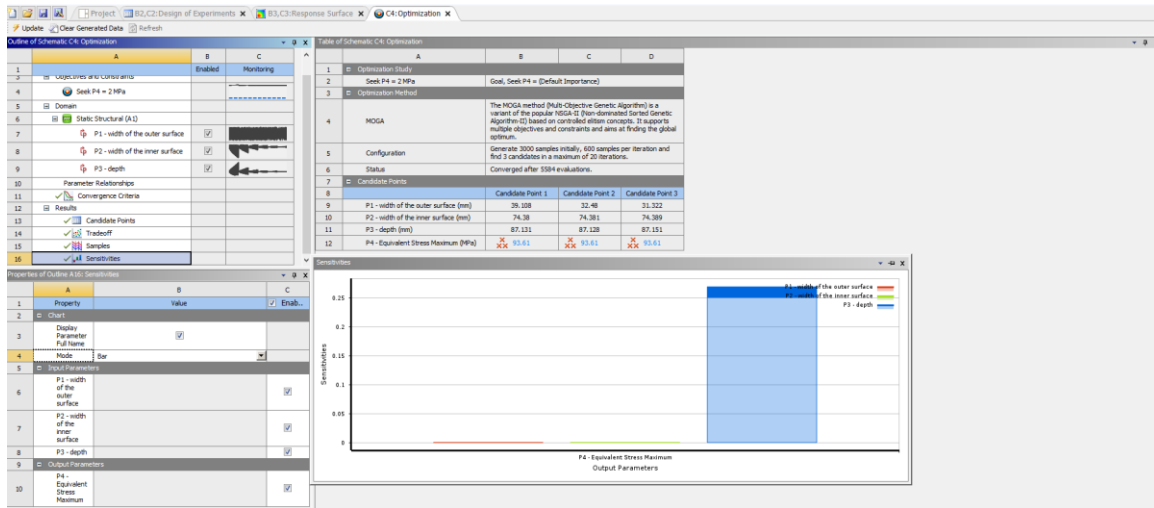 Project
B2,C2:Design of Experiments
B3,C3:Response Surface
C4:Optimization
Update
Clear Generated Data
Refresh
Outline of Schematic C4: Optimization
A
B
C
1
Enabled
Monitoring
3
Objectives and Constraints
4
Seek P4 = 2 MPa
5
Domain
6
Static Structural (A1)
7
P1 - width of the outer surface
8
P2 - width of the inner surface
9
P3 - depth
10
Parameter Relationships
11
Convergence Criteria
12
Results
13
Candidate Points
14
Tradeoff
15
Samples
16
Sensitivities
Table of Schematic C4: Optimization
A
B
C
D
1
Optimization Study
2
Seek P4 = 2 MPa
Goal, Seek P4 = (Default Importance)
3
Optimization Method
4
MOGA
The MOGA method (Multi-Objective Genetic Algorithm) is a
variant of the popular NSGA-II (Non-dominated Sorted Genetic
Algorithm-II) based on controlled elitism concepts. It supports
multiple objectives and constraints and aims at finding the global
optimum.
5
Configuration
Generate 3000 samples initially, 600 samples per iteration and
find 3 candidates in a maximum of 20 iterations.
6
Status
Converged after 5584 evaluations.
7
Candidate Points
8
Candidate Point 1
Candidate Point 2
Candidate Point 3
9
P1 - width of the outer surface (mm)
39.108
32.48
31.322
10
P2 - width of the inner surface (mm)
74.38
74.381
74.389
11
P3 - depth (mm)
87.131
87.128
87.151
12
P4 - Equivalent Stress Maximum (MPa)
93.61
93.61
93.61
Properties of Outline A16: Sensitivities
A
B
C
1
Property
Value
Enab..
2
Chart
3
Display
Parameter
Full Name
4
Mode
Bar
5
Input Parameters
6
P1 - width
of the
outer
surface
7
P2 - width
of the
inner
surface
8
P3 - depth
9
Output Parameters
10
P4 -
Equivalent
Stress
Maximum
Sensitivities
P1 - width of the outer surface
P2 - width of the inner surface
P3 - depth
0.25
0.2
0.15
0.1
0.05
0
Sensitivities
P4 - Equivalent Stress Maximum
Output Parameters